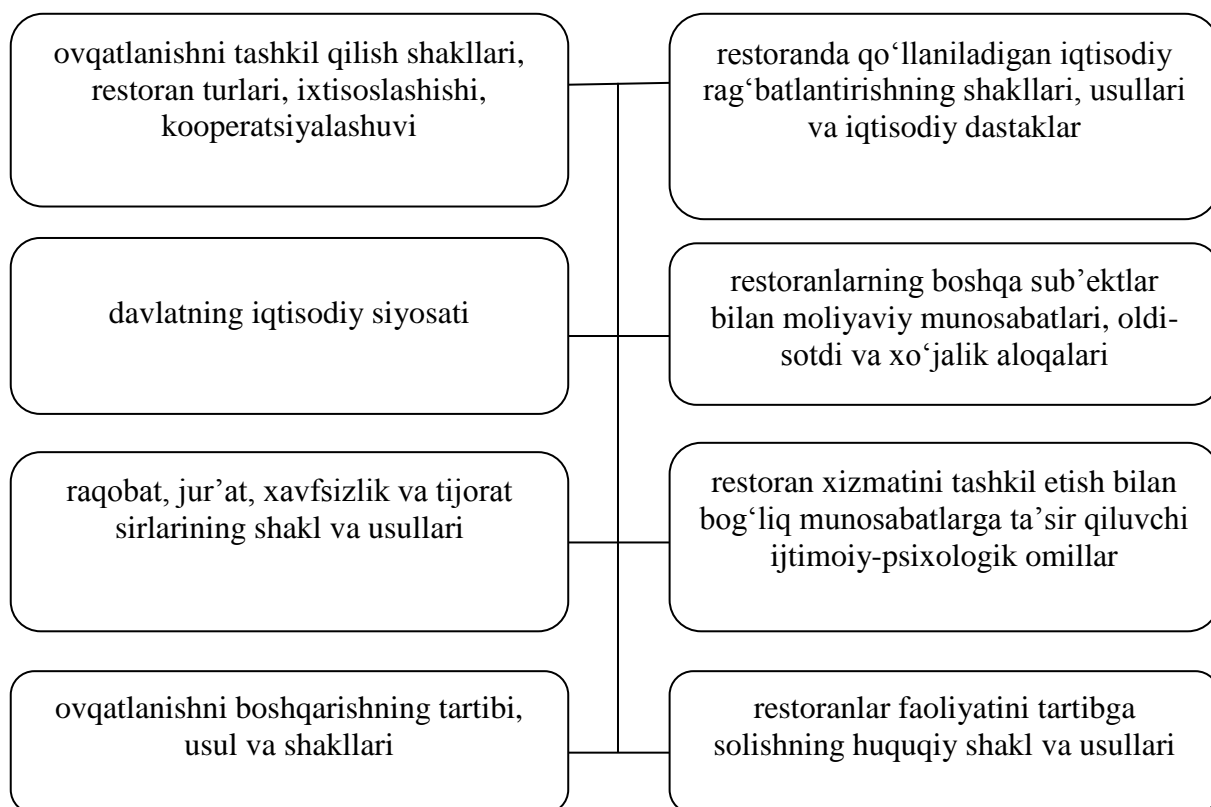 ovqatlanishni tashkil qilish shakllari,
restoran turlari, ixtisoslashishi,
kooperatsiyalashuvi
restoranda qo‘llaniladigan iqtisodiy
rag‘batlantirishning shakllari, usullari
va iqtisodiy dastaklar
davlatning iqtisodiy siyosati
restoranlarning boshqa sub’ektlar
bilan moliyaviy munosabatlari, oldi-
sotdi va xo‘jalik aloqalari
raqobat, jur’at, xavfsizlik va tijorat
sirlarining shakl va usullari
restoran xizmatini tashkil etish bilan
bog‘liq munosabatlarga ta’sir qiluvchi
ijtimoiy-psixologik omillar
ovqatlanishni boshqarishning tartibi,
usul va shakllari
restoranlar faoliyatini tartibga
solishning huquqiy shakl va usullari